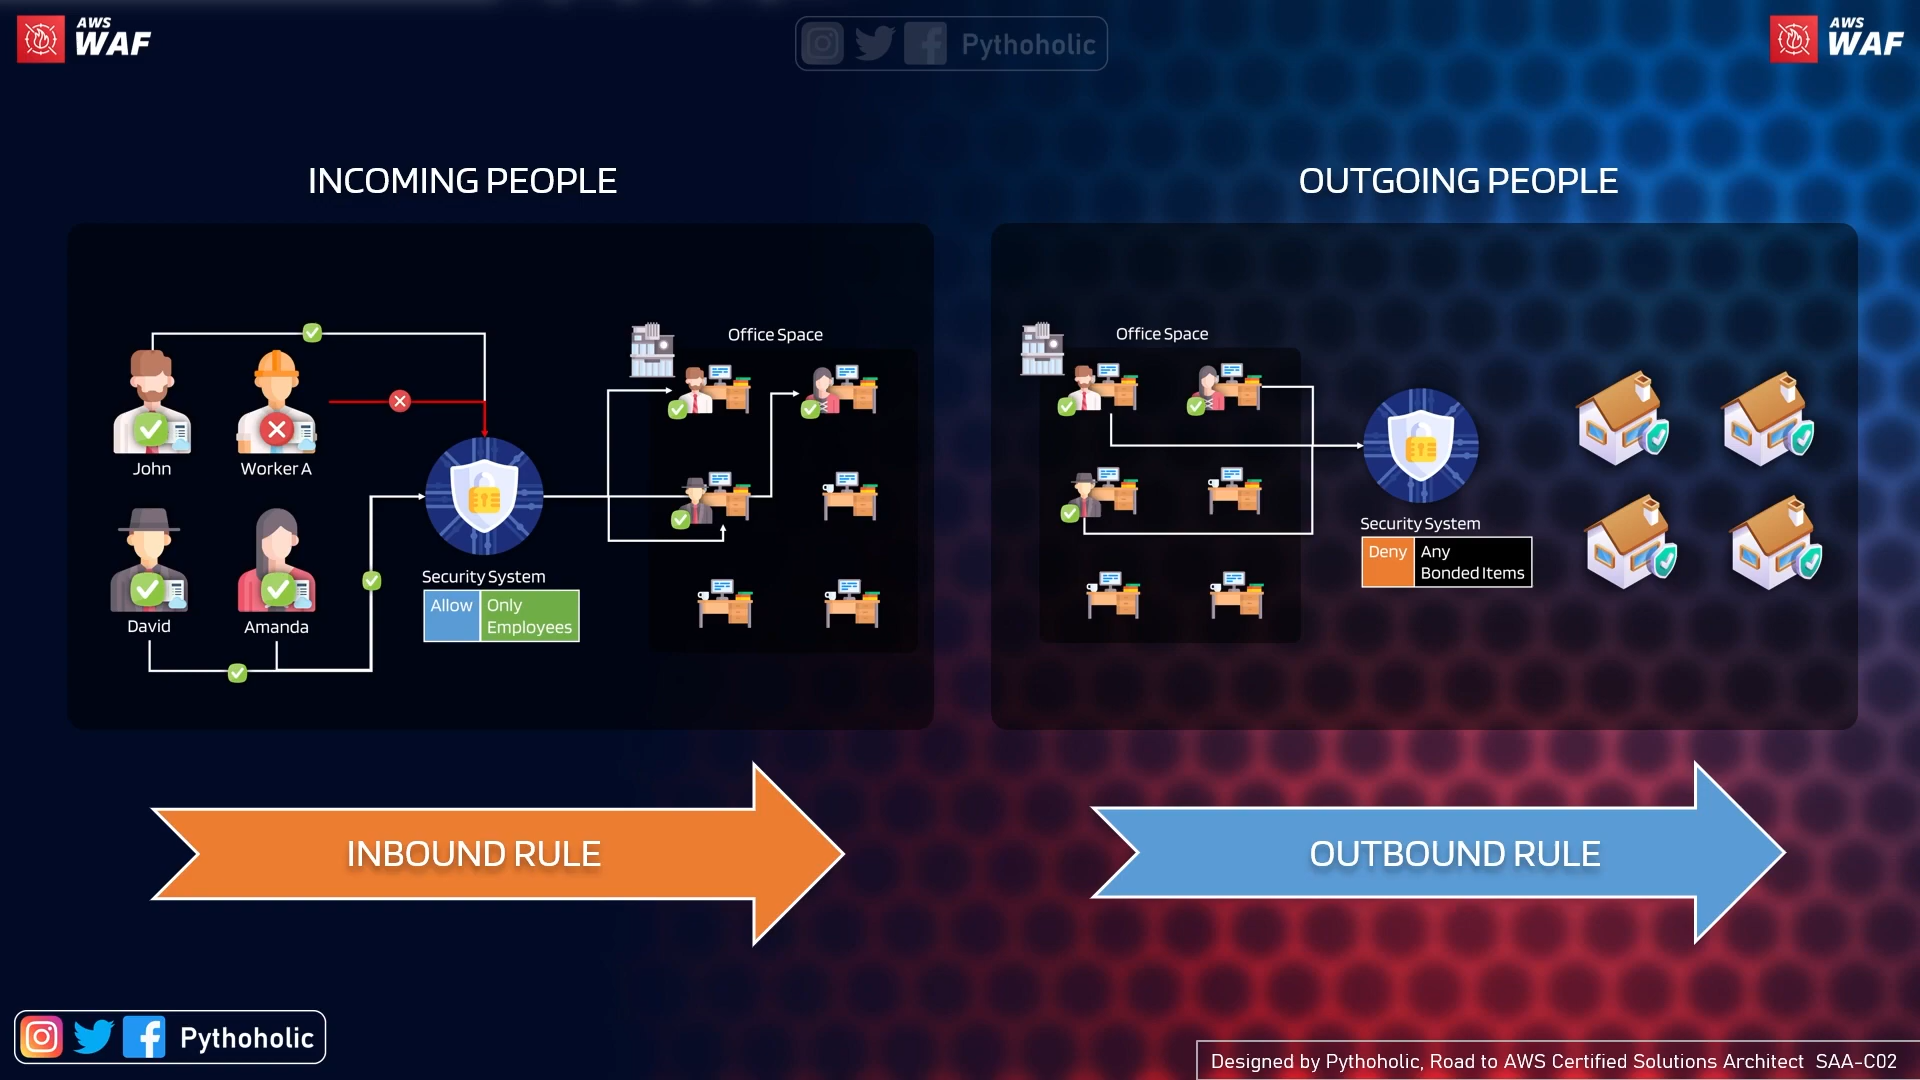 AWS
WAF
Pythoholic
AWS
WAF
INCOMING PEOPLE
OUTGOING PEOPLE
Office Space
John
Worker A
David
Amanda
Security System
Allow
Only
Employees
Office Space
Security System
Deny
Any
Bonded Items
INBOUND RULE
OUTBOUND RULE
Pythoholic
Designed by Pythoholic, Road to AWS Certified Solutions Architect SAA-C02